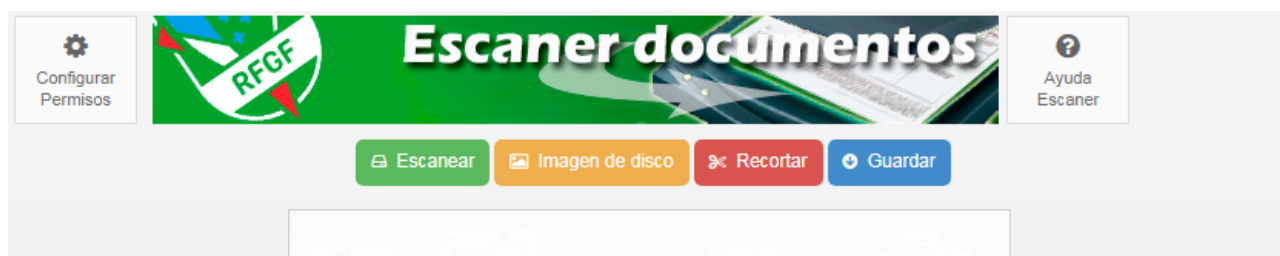 Configurar
Permisos
RFGF
Escaner documentos
Ayuda
Escaner
Escanear
Imagen de disco
Recortar
Guardar